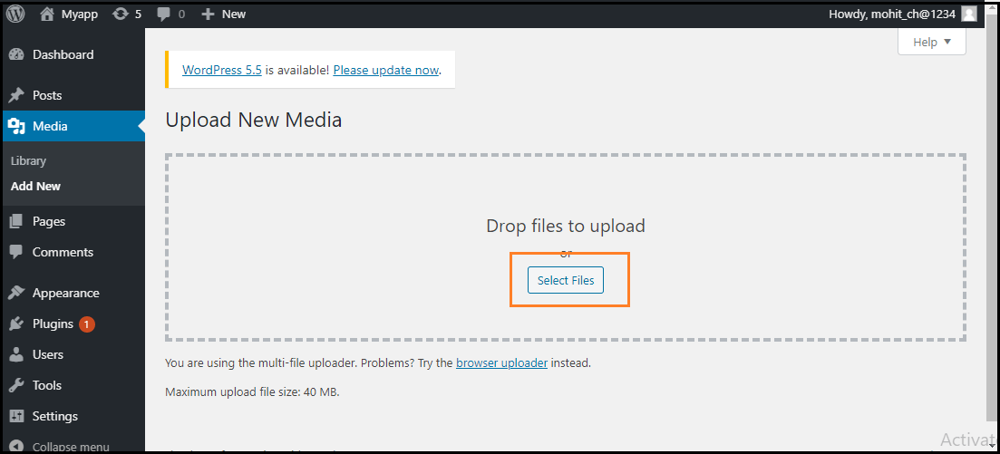 Myapp 5 0 New Howdy, mohit_ch@1234
Help
Dashboard
Posts
Media
Library
Add New
Pages
Comments
Appearance
Plugins 1
Users
Tools
Settings
Collapse menu
WordPress 5.5 is available! Please update now.
Upload New Media
Drop files to upload
or
Select Files
You are using the multi-file uploader. Problems? Try the browser uploader instead.
Maximum upload file size: 40 MB.
Activate